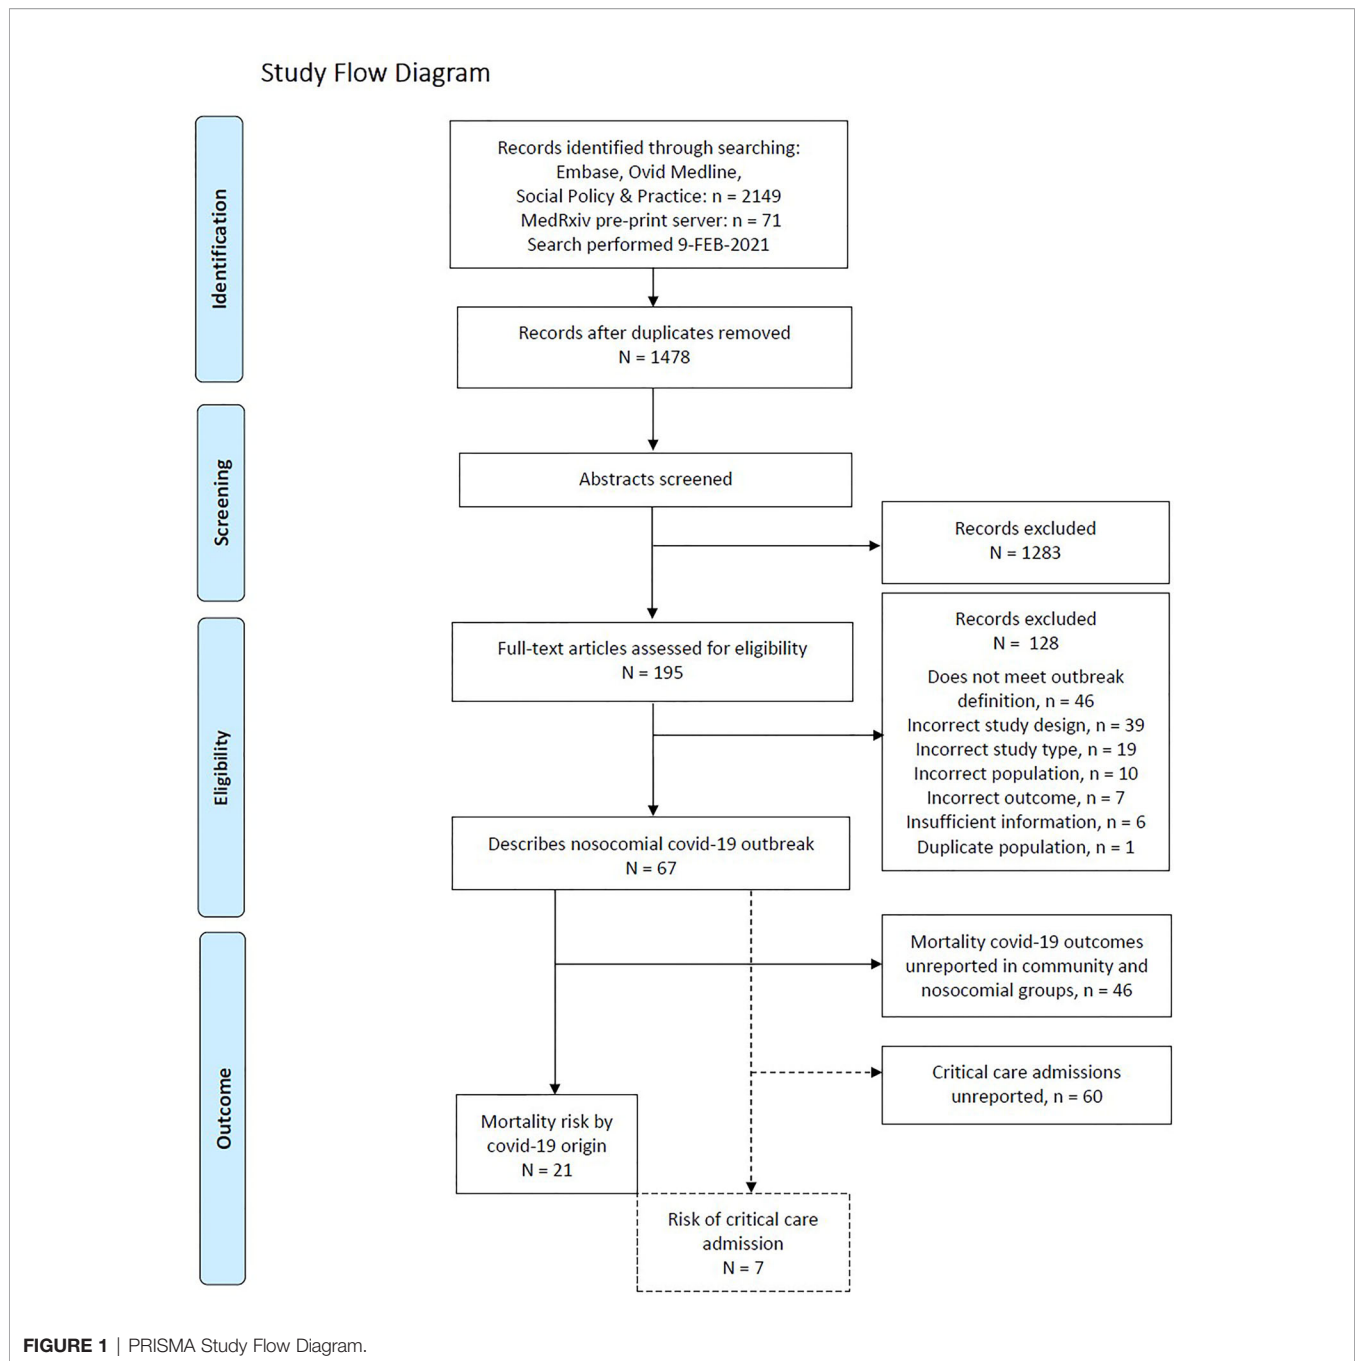 Study Flow Diagram
Identification
Records identified through searching:
Embase, Ovid Medline,
Social Policy & Practice: n = 2149
MedRxiv pre-print server: n = 71
Search performed 9-FEB-2021
Records after duplicates removed
N = 1478
Screening
Abstracts screened
Records excluded
N = 1283
Eligibility
Full-text articles assessed for eligibility
N = 195
Records excluded
N = 128
Does not meet outbreak
definition, n = 46
Incorrect study design, n = 39
Incorrect study type, n = 19
Incorrect population, n = 10
Incorrect outcome, n = 7
Insufficient information, n = 6
Duplicate population, n = 1
Describes nosocomial covid-19 outbreak
N = 67
Outcome
Mortality covid-19 outcomes
unreported in community and
nosocomial groups, n = 46
Critical care admissions
unreported, n = 60
Mortality risk by
covid-19 origin
N = 21
Risk of critical care
admission
N = 7
FIGURE 1 | PRISMA Study Flow Diagram.